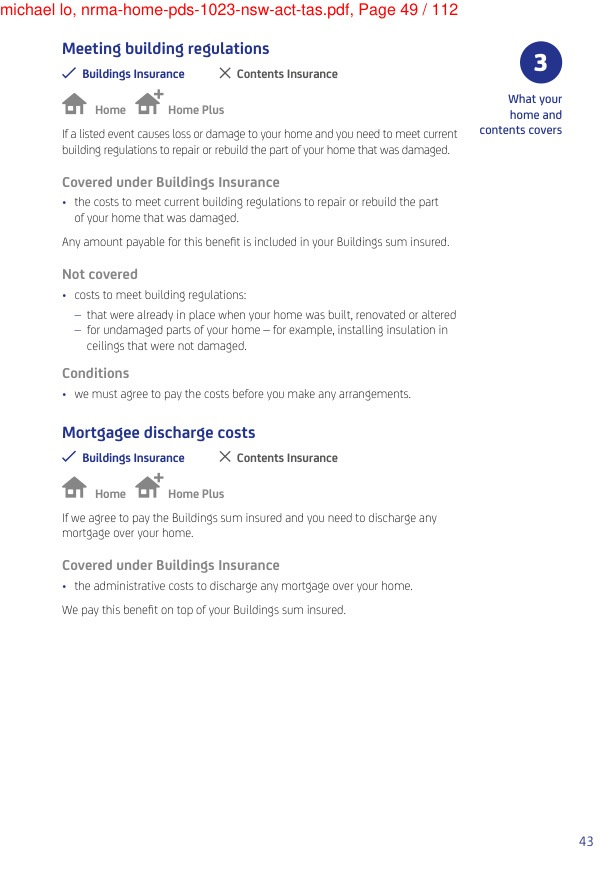 michael lo, nrma-home-pds-1023-nsw-act-tas.pdf, Page 49 / 112
Meeting building regulations
Buildings Insurance Contents Insurance
Home Home Plus
If a listed event causes loss or damage to your home and you need to meet current
building regulations to repair or rebuild the part of your home that was damaged.
Covered under Buildings Insurance
• the costs to meet current building regulations to repair or rebuild the part
of your home that was damaged.
Any amount payable for this benefit is included in your Buildings sum insured.
Not covered
• costs to meet building regulations:
– that were already in place when your home was built, renovated or altered
– for undamaged parts of your home – for example, installing insulation in
ceilings that were not damaged.
Conditions
• we must agree to pay the costs before you make any arrangements.
Mortgagee discharge costs
Buildings Insurance Contents Insurance
Home Home Plus
If we agree to pay the Buildings sum insured and you need to discharge any
mortgage over your home.
Covered under Buildings Insurance
• the administrative costs to discharge any mortgage over your home.
We pay this benefit on top of your Buildings sum insured.
3
What your
home and
contents covers
43